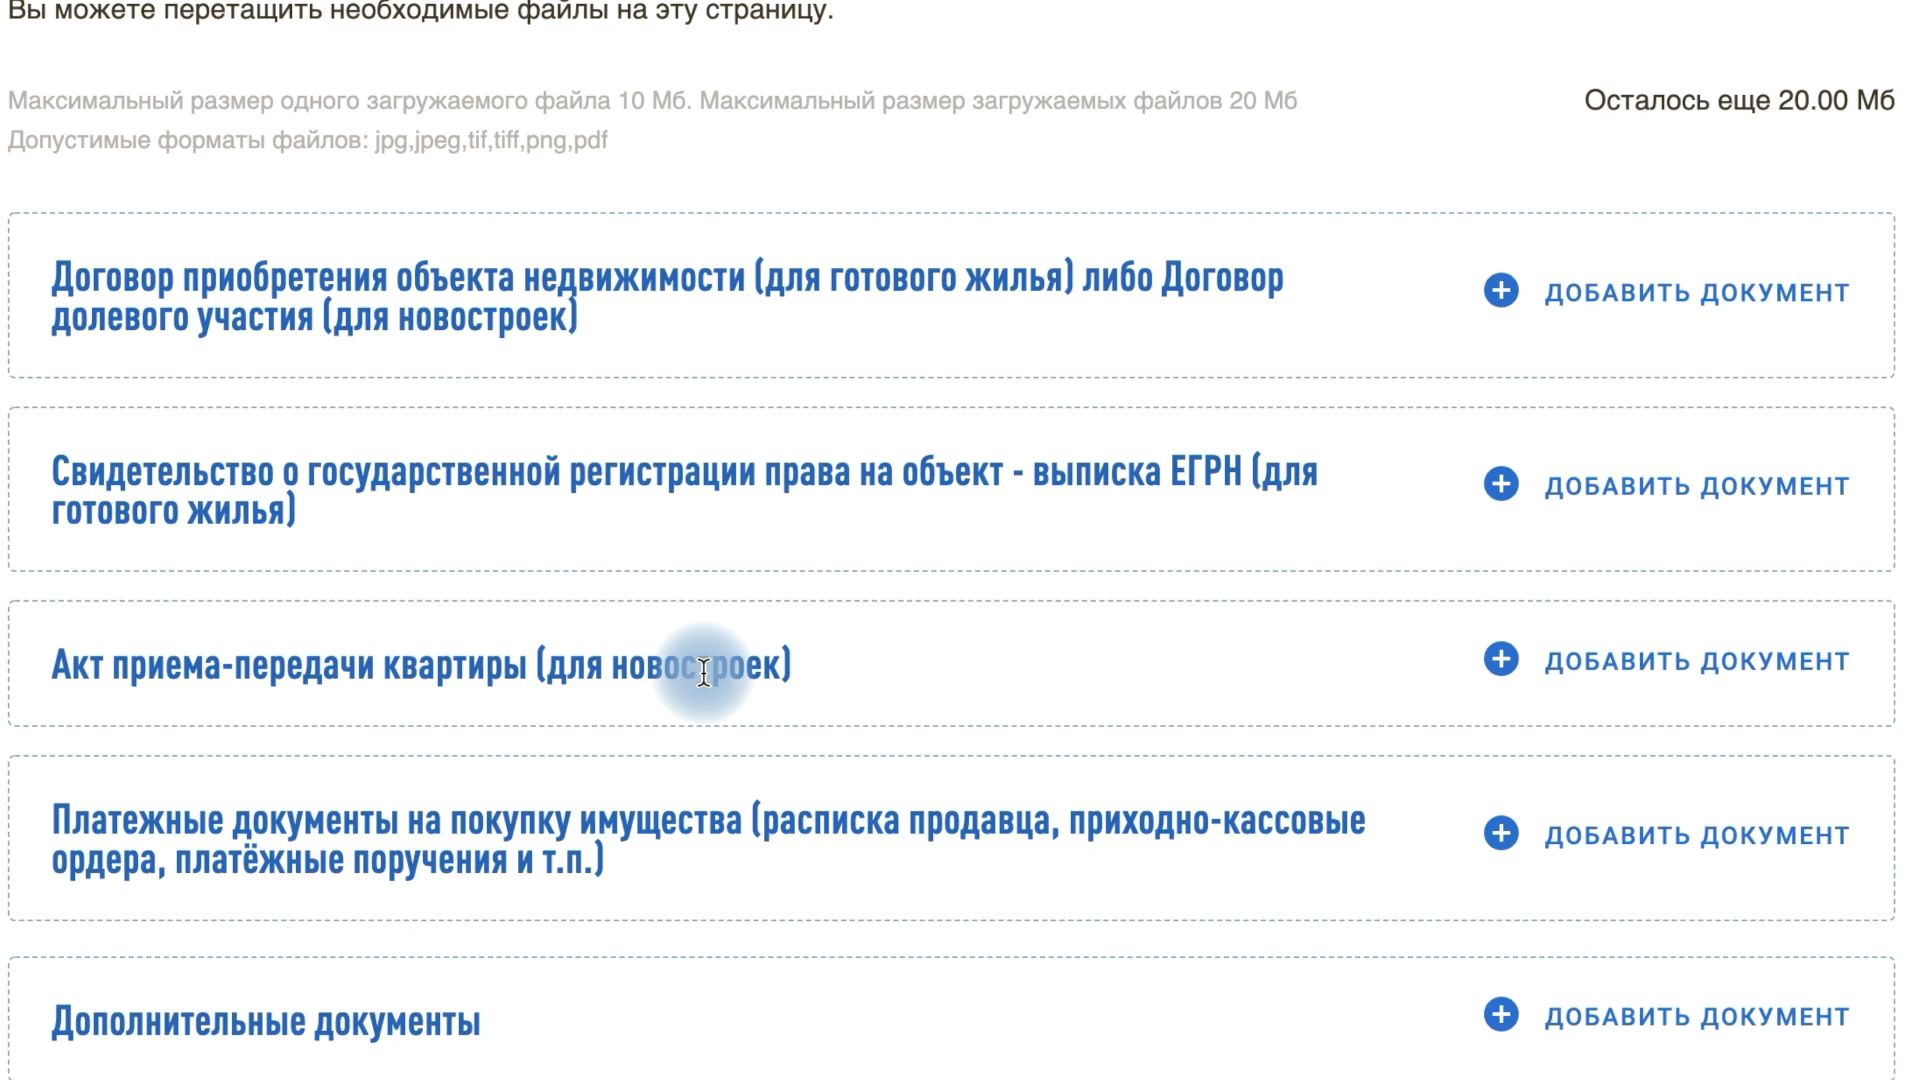 Вы можете перетащить необходимые файлы на эту страницу.
Максимальный размер одного загружаемого файла 10 Мб. Максимальный размер загружаемых файлов 20 Мб
Осталось еще 20.00 Мб
Допустимые форматы файлов: jpg,jpeg,tif,tiff,png,pdf
Договор приобретения объекта недвижимости (для готового жилья) либо Договор
долевого участия (для новостроек)
ДОБАВИТЬ ДОКУМЕНТ
Свидетельство о государственной регистрации права на объект - выписка ЕГРН (для
готового жилья)
ДОБАВИТЬ ДОКУМЕНТ
Акт приема-передачи квартиры (для новостроек)
ДОБАВИТЬ ДОКУМЕНТ
Платежные документы на покупку имущества (расписка продавца, приходно-кассовые
ордера, платёжные поручения и т.п.)
ДОБАВИТЬ ДОКУМЕНТ
Дополнительные документы
ДОБАВИТЬ ДОКУМЕНТ